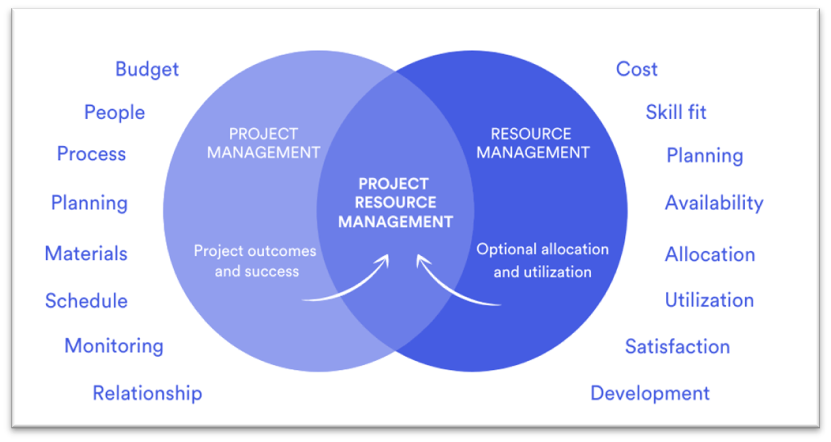 Budget
People
Process
Planning
Materials
Schedule
Monitoring
Relationship
PROJECT
MANAGEMENT
Project outcomes
and success
PROJECT
RESOURCE
MANAGEMENT
RESOURCE
MANAGEMENT
Optional allocation
and utilization
Cost
Skill fit
Planning
Availability
Allocation
Utilization
Satisfaction
Development